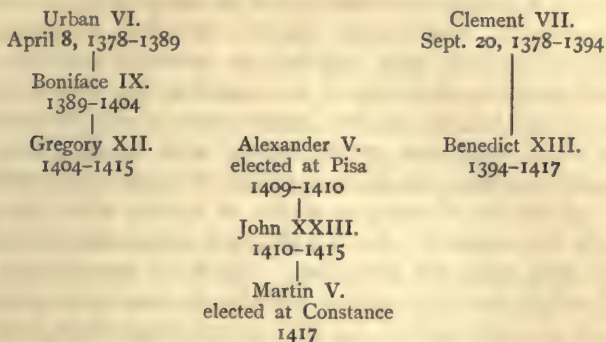 Urban VI.
April 8, 1378–1389
Boniface IX.
1389–1404
Gregory XII.
1404–1415
Alexander V.
elected at Pisa
1409–1410
John XXIII.
1410–1415
Martin V.
elected at Constance
1417
Clement VII.
Sept. 20, 1378–1394
Benedict XIII.
1394–1417